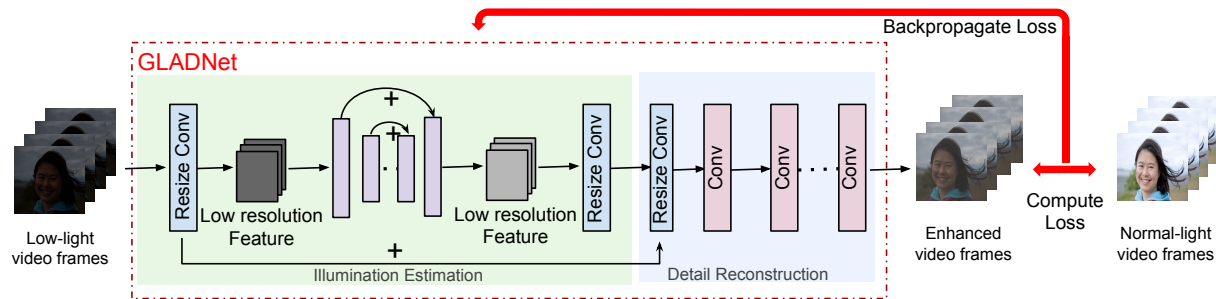 Backpropagate Loss
GLADNet
Resize Conv
Low resolution
Feature
+
+
Low resolution
Feature
Resize Conv
Resize Conv
Conv
Conv
Conv
+
Illumination Estimation
Detail Reconstruction
Low-light
video frames
Enhanced
video frames
Compute
Loss
Normal-light
video frames